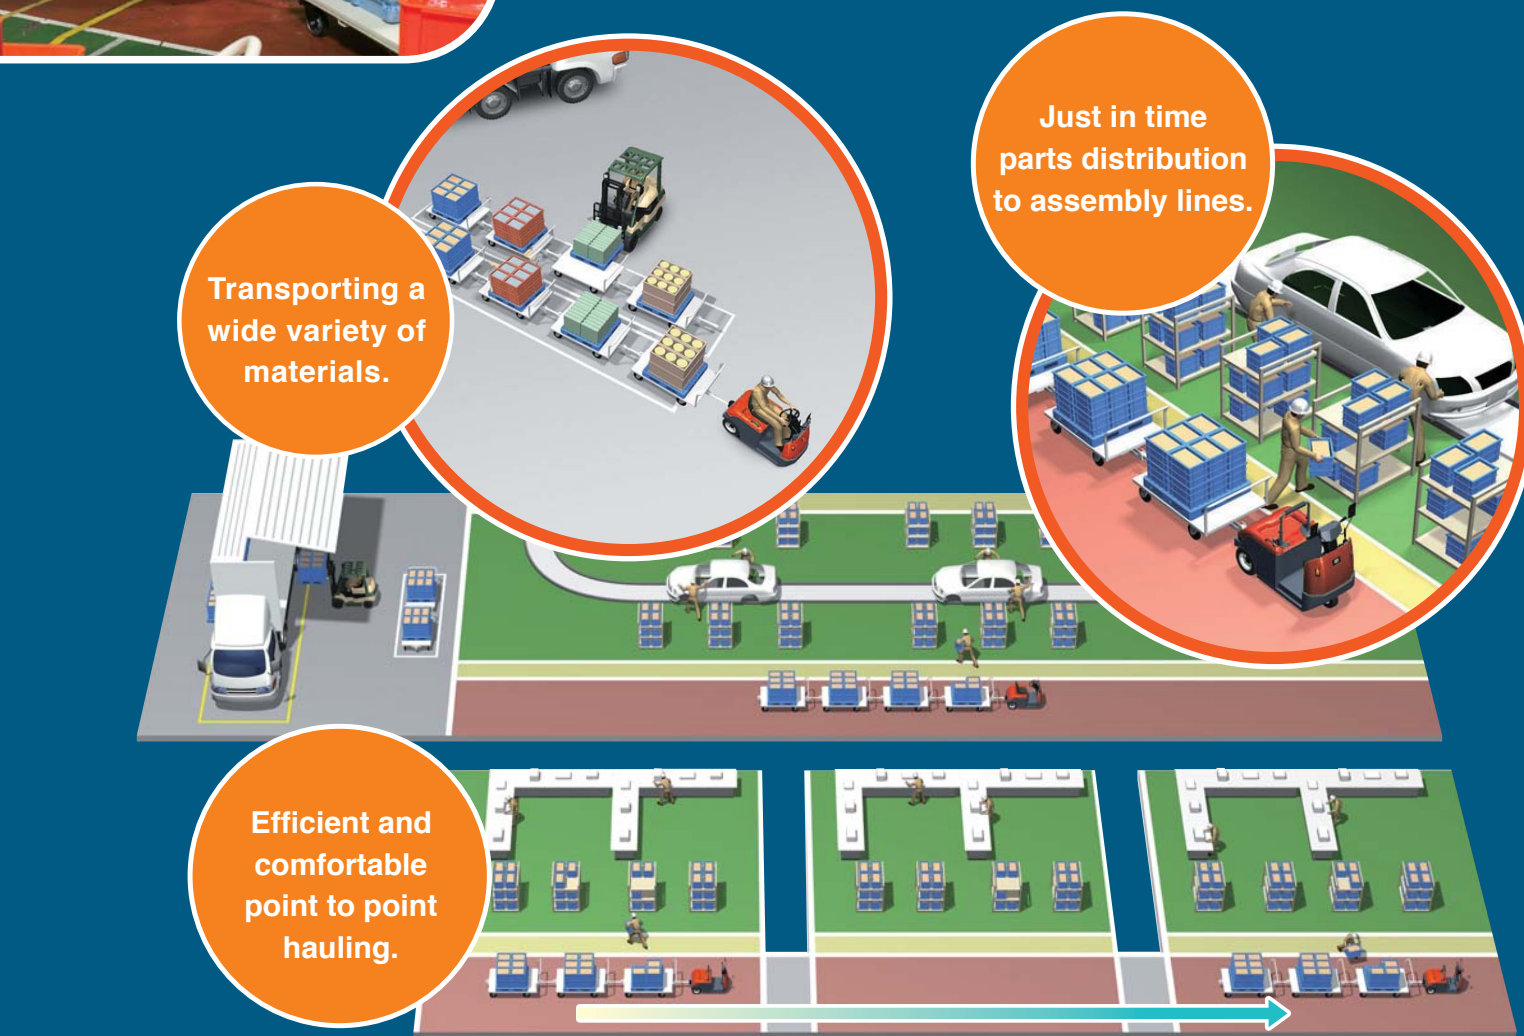 Just in time
parts distribution
to assembly lines.
Transporting a
wide variety of
materials.
Efficient and
comfortable
point to point
hauling.